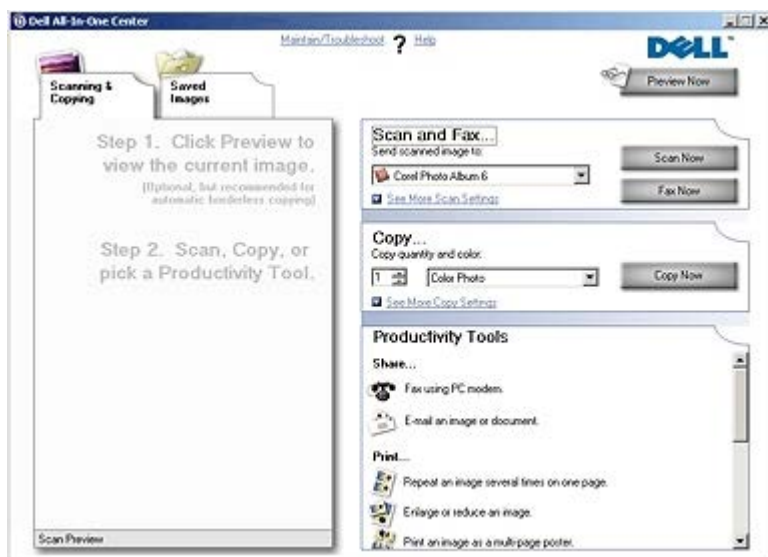 Dell All-In-One Center
Maintain/Troubleshoot ? Help
DELL
Scanning &
Copying
Saved
Images
Preview Now
Step 1. Click Preview to
view the current image.
(Optional, but recommended for
automatic borderless copying)
Step 2. Scan, Copy, or
pick a Productivity Tool.
Scan Preview
Scan and Fax...
Send scanned image to:
Corel Photo Album 6
See More Scan Settings
Scan Now
Fax Now
Copy...
Copy quantity and color:
1
Color Photo
See More Copy Settings
Copy Now
Productivity Tools
Share...
Fax using PC modem.
E-mail an image or document.
Print...
Repeat an image several times on one page.
Enlarge or reduce an image.
Print an image as a multi-page poster.